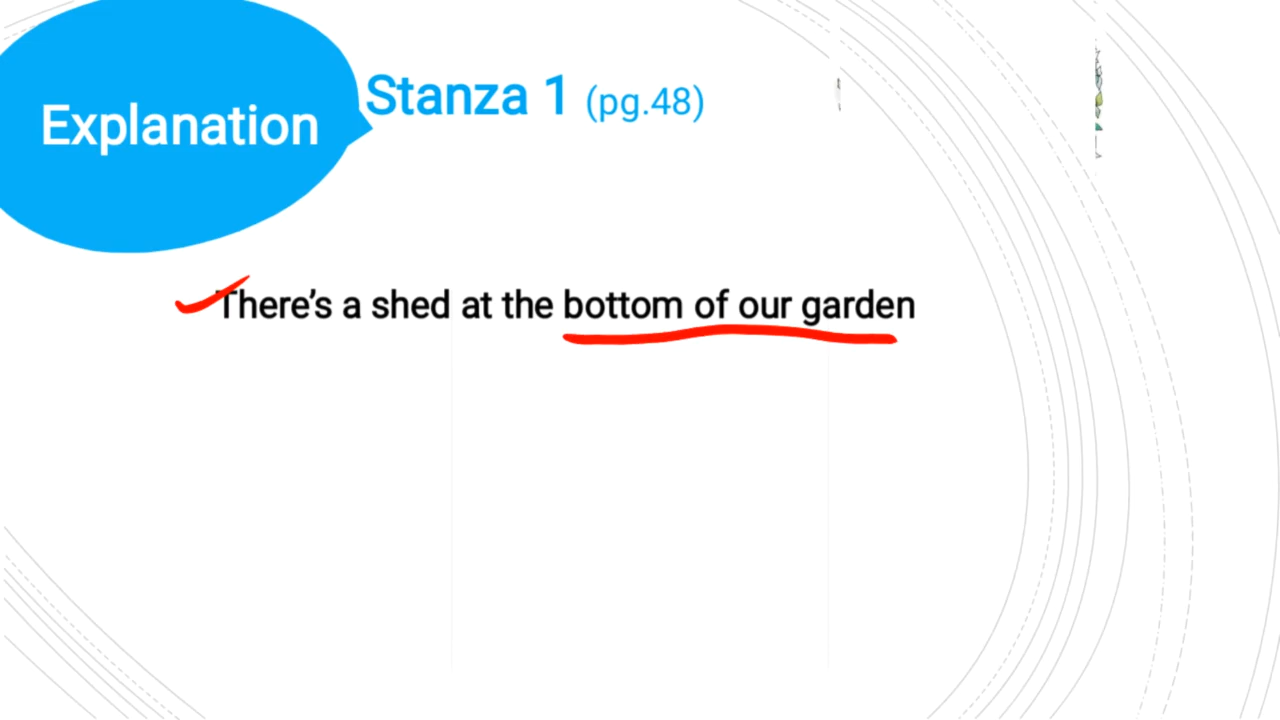 Explanation
Stanza 1 (pg.48)
There's a shed at the bottom of our garden